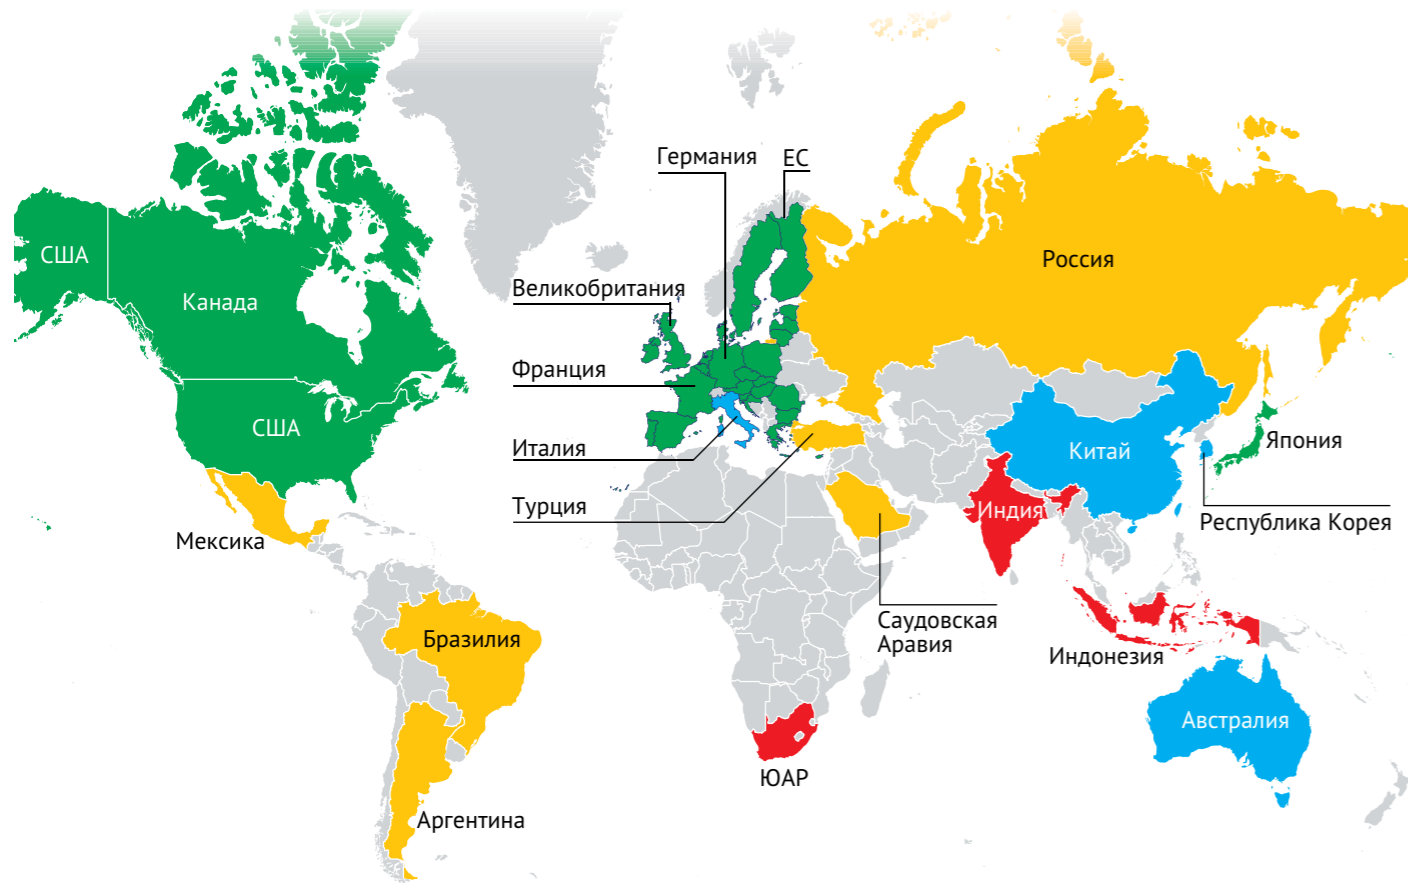 Германия
ЕС
США
Россия
Великобритания
Канада
Франция
США
Италия
Китай
Япония
Турция
Индия
Республика Корея
Мексика
Саудовская
Аравия
Бразилия
Индонезия
Австралия
ЮАР
Аргентина